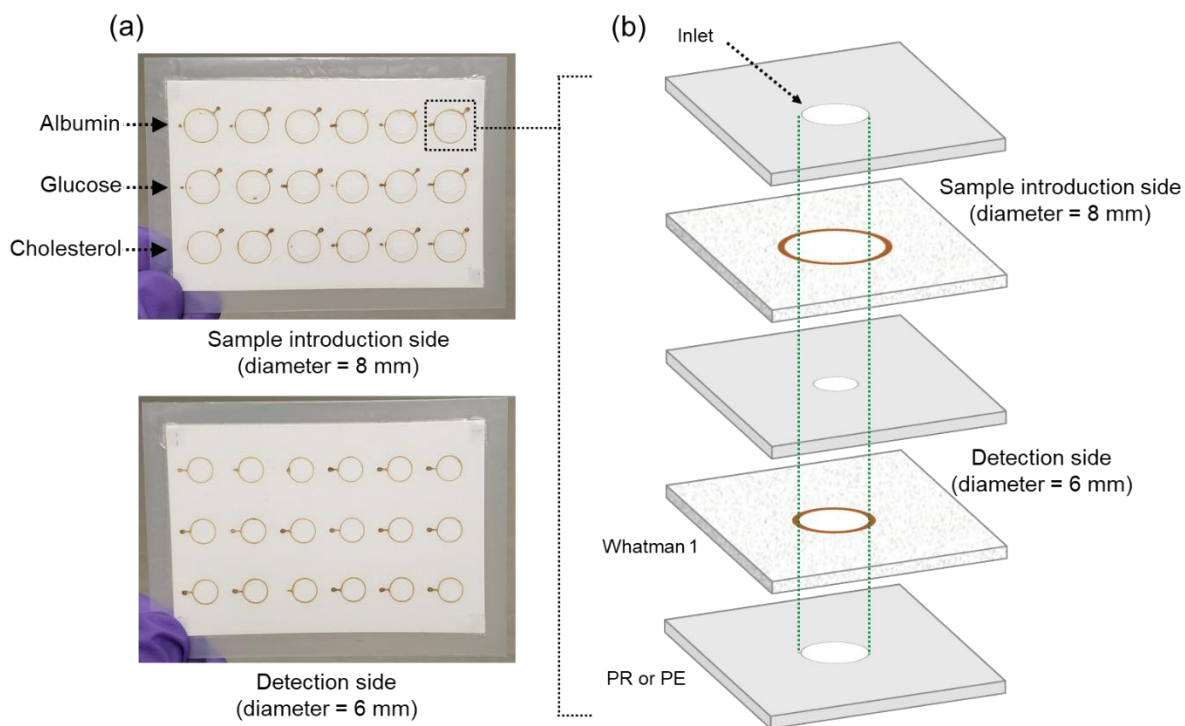 (a)
Albumin
Glucose
Cholesterol
Sample introduction side
(diameter = 8 mm)
Detection side
(diameter = 6 mm)
(b)
Inlet
Sample introduction side
(diameter = 8 mm)
Detection side
(diameter = 6 mm)
Whatman 1
PR or PE